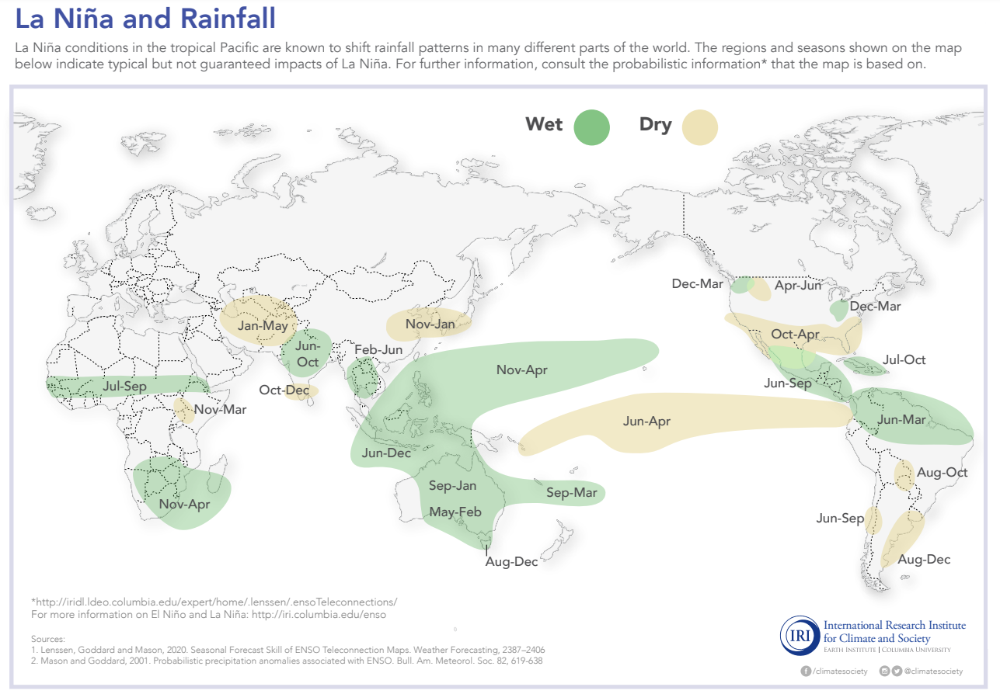 La Niña and Rainfall
La Niña conditions in the tropical Pacific are known to shift rainfall patterns in many different parts of the world. The regions and seasons shown on the map
below indicate typical but not guaranteed impacts of La Niña. For further information, consult the probabilistic information* that the map is based on.
Wet
Dry
Dec-Mar
Apr-Jun
Dec-Mar
Jan-May
Nov-Jan
Oct-Apr
Jun-
Oct
Feb-Jun
Nov-Apr
Jul-Oct
Jul-Sep
Oct-Dec
Jun-Sep
Nov-Mar
Jun-Apr
Jun-Mar
Jun-Dec
Sep-Jan
Sep-Mar
Aug-Oct
Nov-Apr
May-Feb
Jun-Sep
Aug-Dec
Aug-Dec
*http://iridl.ldeo.columbia.edu/expert/home/.lenssen/.ensoTeleconnections/
For more information on El Niño and La Niña: http://iri.columbia.edu/enso
Sources:
1. Lenssen, Goddard and Mason, 2020. Seasonal Forecast Skill of ENSO Teleconnection Maps. Weather Forecasting, 2387–2406
2. Mason and Goddard, 2001. Probabilistic precipitation anomalies associated with ENSO. Bull. Am. Meteorol. Soc. 82, 619-638
IRI
International Research Institute
for Climate and Society
EARTH INSTITUTE | COLUMBIA UNIVERSITY
/climatesociety
@climatesociety